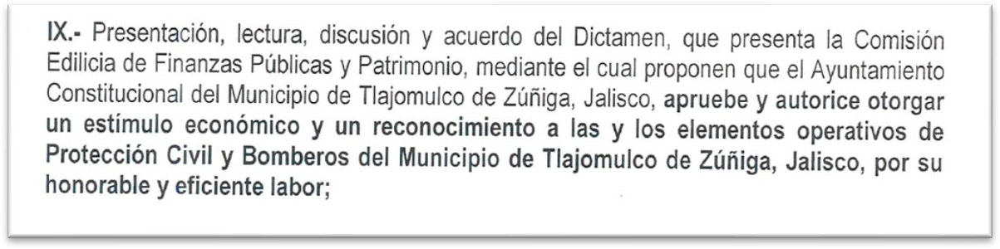 IX.- Presentación, lectura, discusión y acuerdo del Dictamen, que presenta la Comisión
Edilicia de Finanzas Públicas y Patrimonio, mediante el cual proponen que el Ayuntamiento
Constitucional del Municipio de Tlajomulco de Zúñiga, Jalisco, apruebe y autorice otorgar
un estímulo económico y un reconocimiento a las y los elementos operativos de
Protección Civil y Bomberos del Municipio de Tlajomulco de Zúñiga, Jalisco, por su
honorable y eficiente labor;